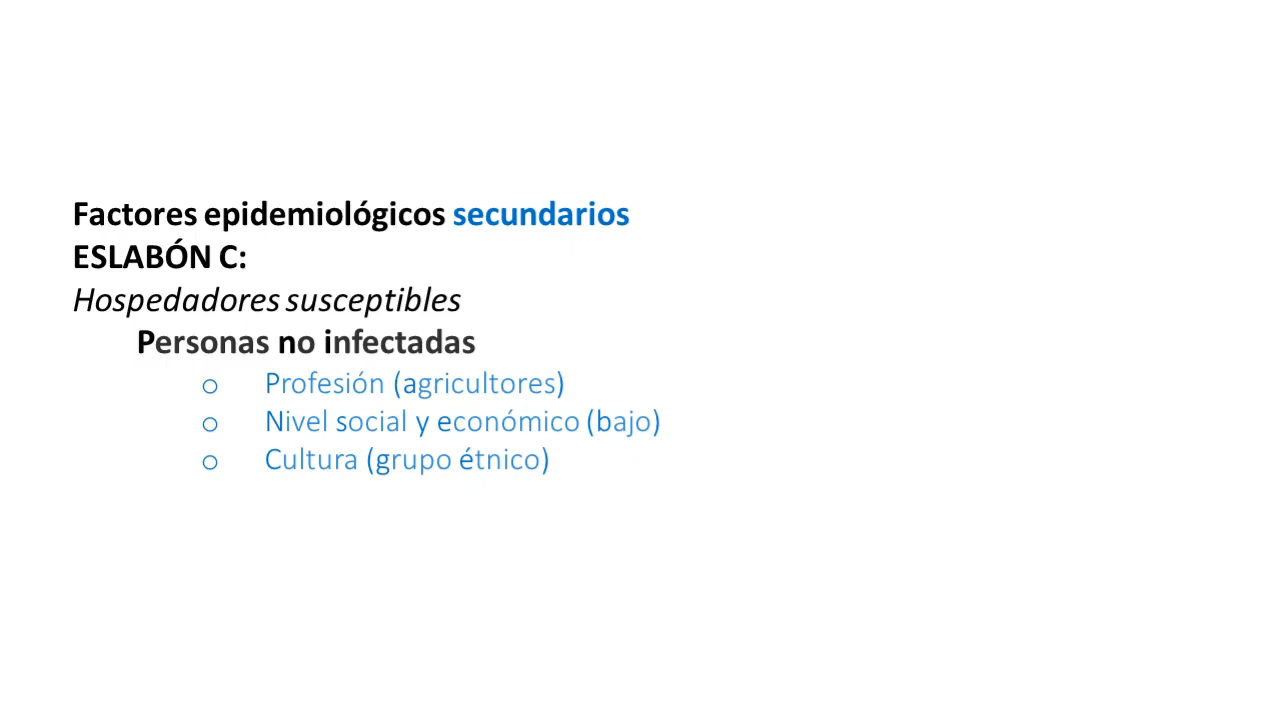 Factores epidemiológicos secundarios
ESLABÓN C:
Hospedadores susceptibles
Personas no infectadas
o Profesión (agricultores)
o Nivel social y económico (bajo)
o Cultura (grupo étnico)